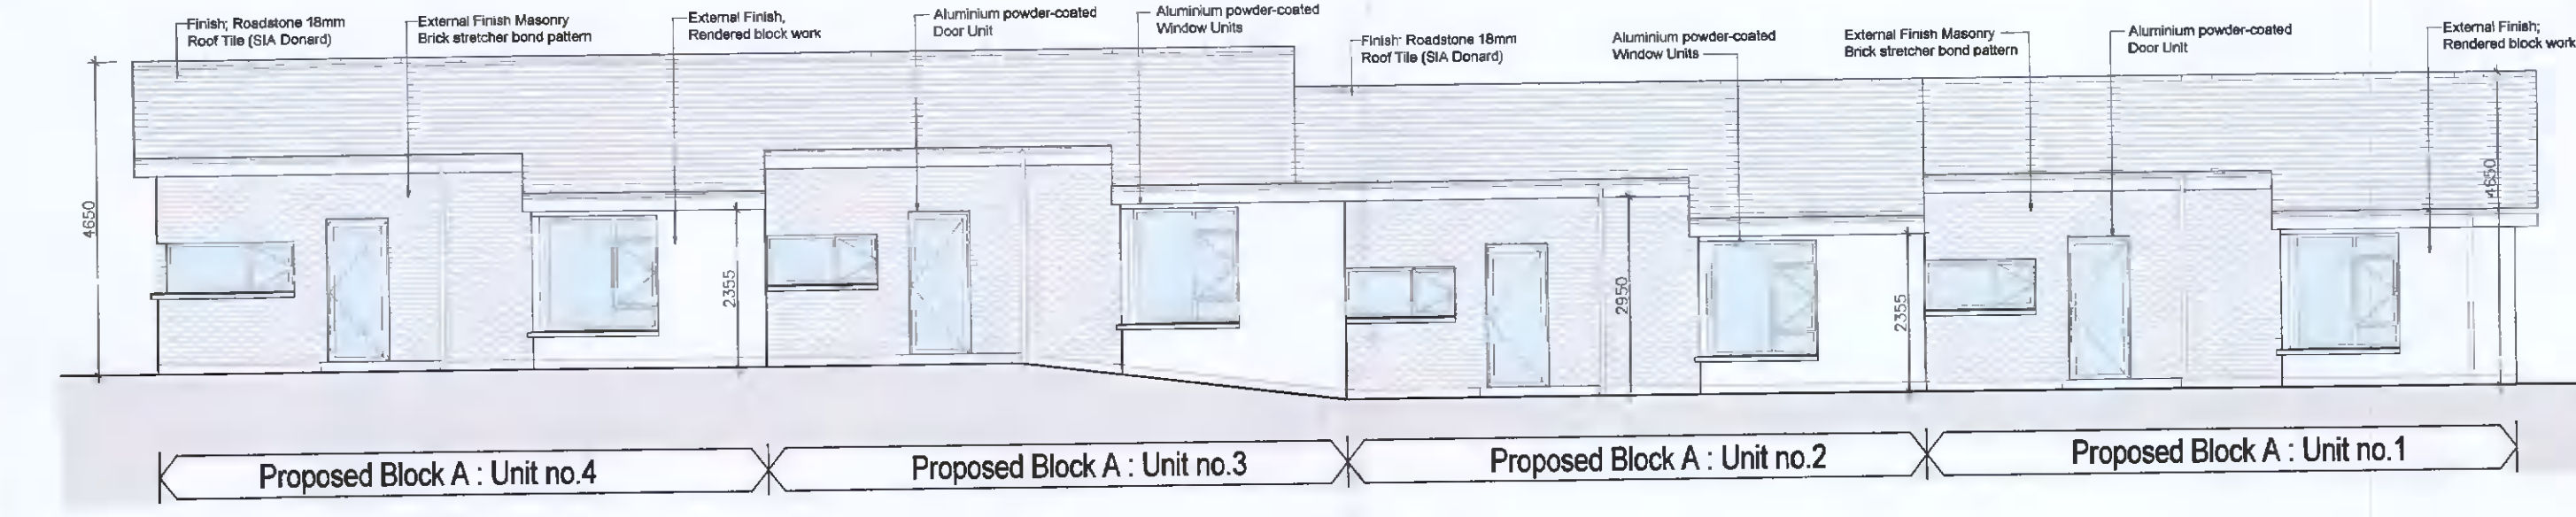 Finish; Roadstone 18mm
Roof Tile (SIA Donard)
External Finish Masonry
Brick stretcher bond pattern
External Finish,
Rendered block work
Aluminium powder-coated
Door Unit
Aluminium powder-coated
Window Units
Finish: Roadstone 18mm
Roof Tile (SIA Donard)
Aluminium powder-coated
Window Units
External Finish Masonry
Brick stretcher bond pattern
Aluminium powder-coated
Door Unit
External Finish;
Rendered block work
4650
2355
2950
2355
4650
Proposed Block A : Unit no.4
Proposed Block A : Unit no.3
Proposed Block A : Unit no.2
Proposed Block A : Unit no.1